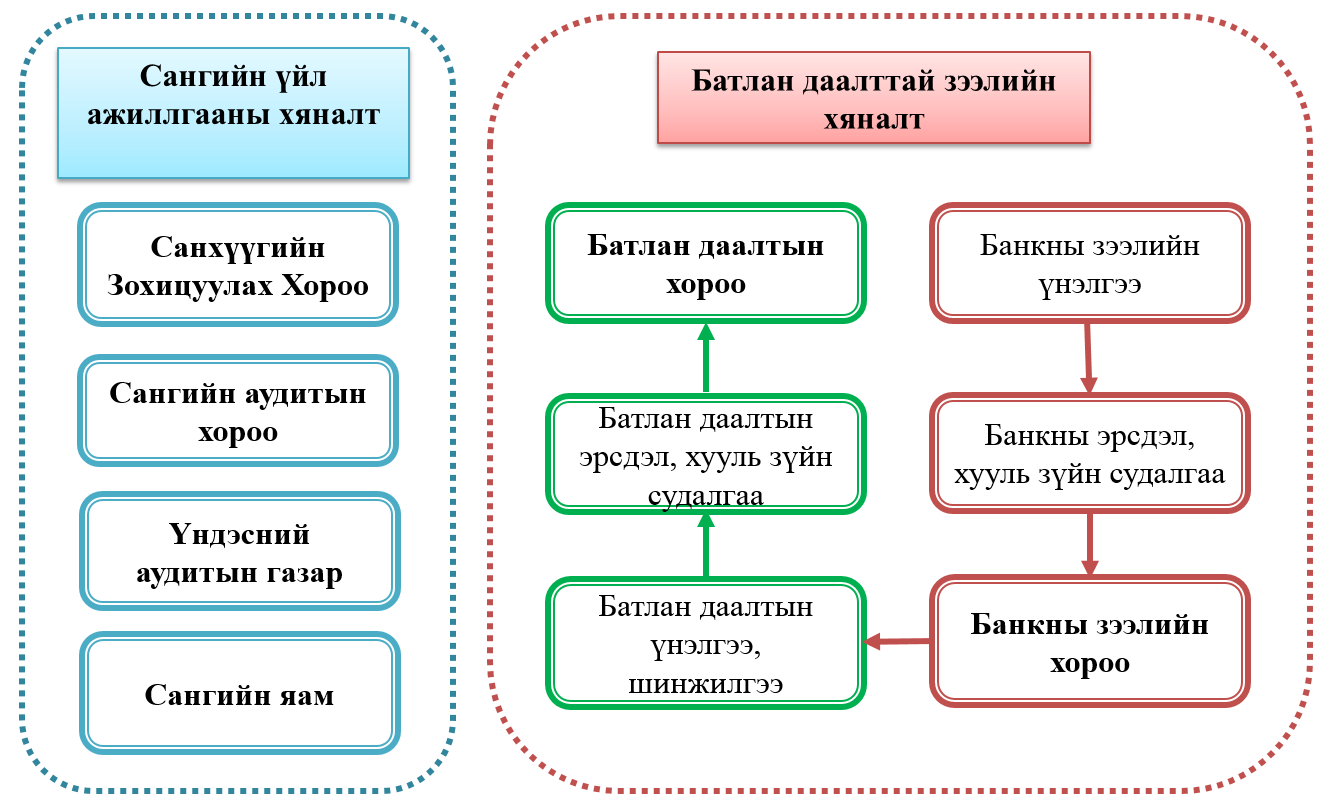 Сангийн үйл
ажиллгааны хяналт
Санхүүгийн
Зохицуулах Хороо
Сангийн аудитын
хороо
Үндэсний
аудитын газар
Сангийн яам
Батлан даалттай зээлийн
хяналт
Батлан даалтын
хороо
Батлан даалтын
эрсдэл, хууль зүйн
судалгаа
Батлан даалтын
үнэлгээ,
шинжилгээ
Банкны зээлийн
үнэлгээ
Банкны эрсдэл,
хууль зүйн судалгаа
Банкны зээлийн
хороо